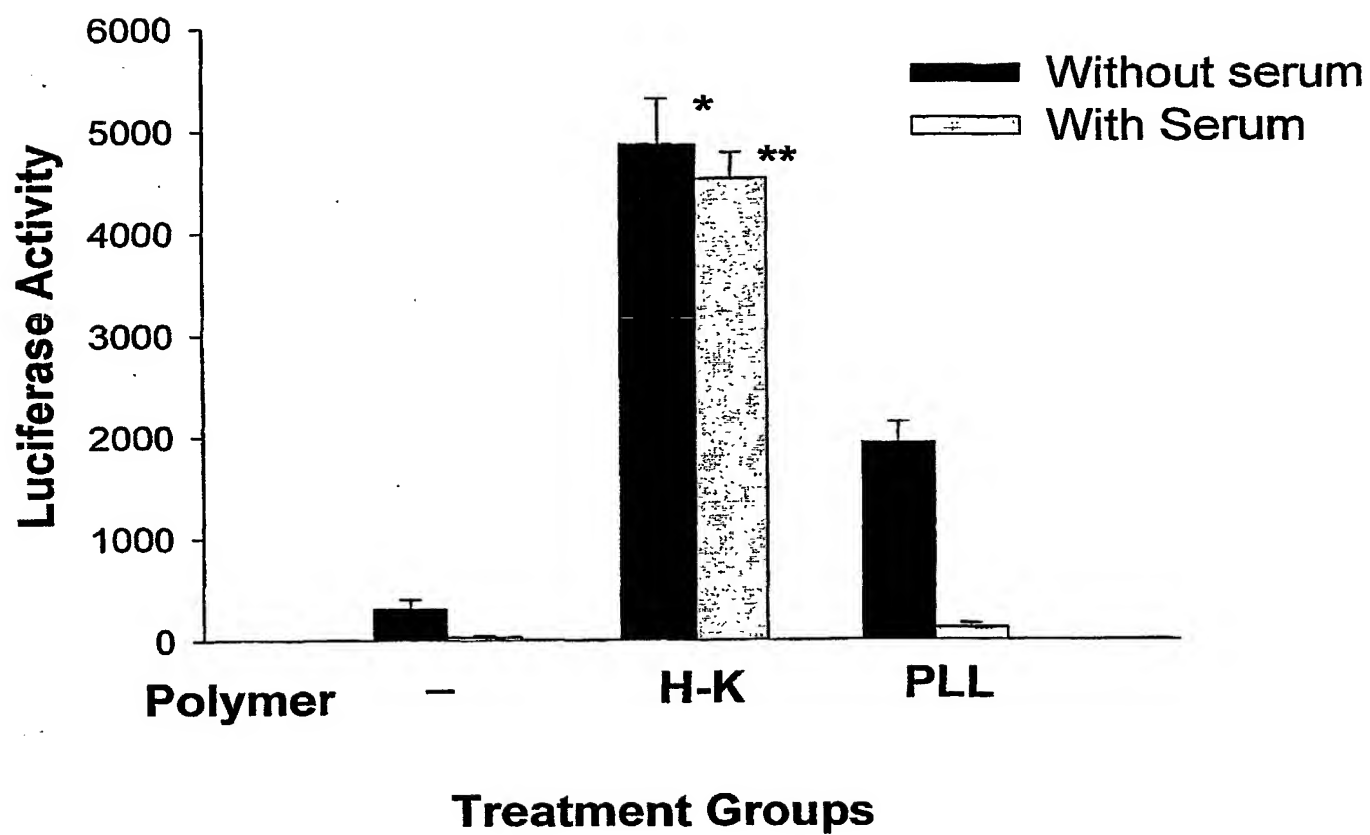 6000
5000
4000
3000
2000
1000
0
Luciferase Activity
Without serum
With Serum
*
**
Polymer – H-K PLL
Treatment Groups